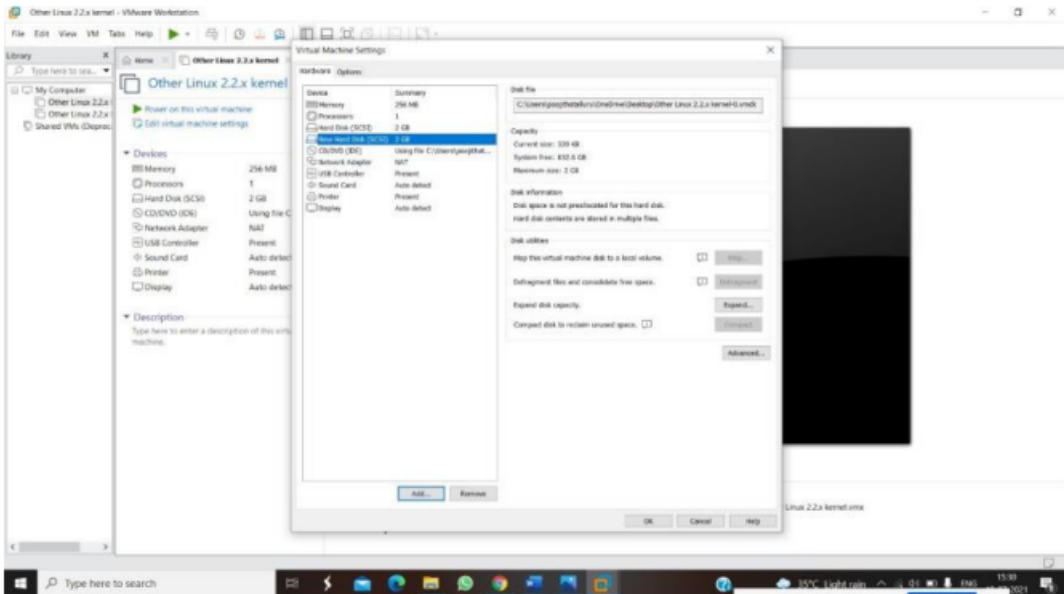 Other Linux 2.2.x kernel - VMware Workstation
File Edit View VM Tabs Help
Library
Type here to sea...
My Computer
Other Linux 2.2.x
Other Linux 2.2.x
Shared VMs (Deprec
Home
Other Linux 2.2.x kernel
Other Linux 2.2.x kernel
Power on this virtual machine
Edit virtual machine settings
Devices
Memory 256 MB
Processors 1
Hard Disk (SCSI) 2 GB
CD/DVD (IDE) Using file C
Network Adapter NAT
USB Controller Present
Sound Card Auto detect
Printer Present
Display Auto detect
Description
Type here to enter a description of this virtu
machine.
Virtual Machine Settings
Hardware Options
Device Summary
Memory 256 MB
Processors 1
Hard Disk (SCSI) 2 GB
New Hard Disk (SCSI) 2 GB
CD/DVD (IDE)
Network Adapter NAT
USB Controller Present
Sound Card Auto detect
Printer Present
Display Auto detect
Add... Remove
Disk file
Capacity
System free: 832.6 GB
Maximum size: 2 GB
Disk information
Disk space is not preallocated for this hard disk.
Hard disk contents are stored in multiple files.
Disk utilities
Map this virtual machine disk to a local volume. Map...
Defragment files and consolidate free space. Defragment
Expand disk capacity. Expand...
Compact disk to reclaim unused space. Compact
Advanced...
OK Cancel Help
Linux 2.2.x kernel.vmx
Type here to search
35°C Light rain ENG 15:30